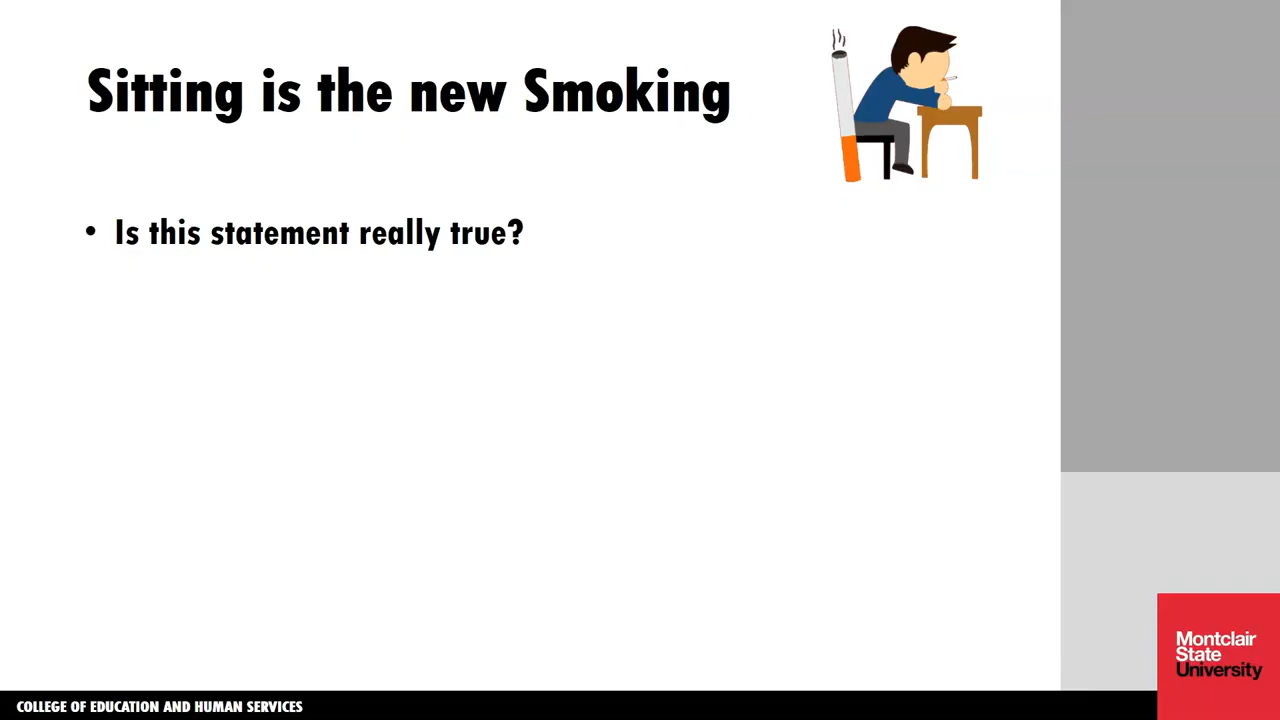 Sitting is the new Smoking
• Is this statement really true?
Montclair
State
University
COLLEGE OF EDUCATION AND HUMAN SERVICES